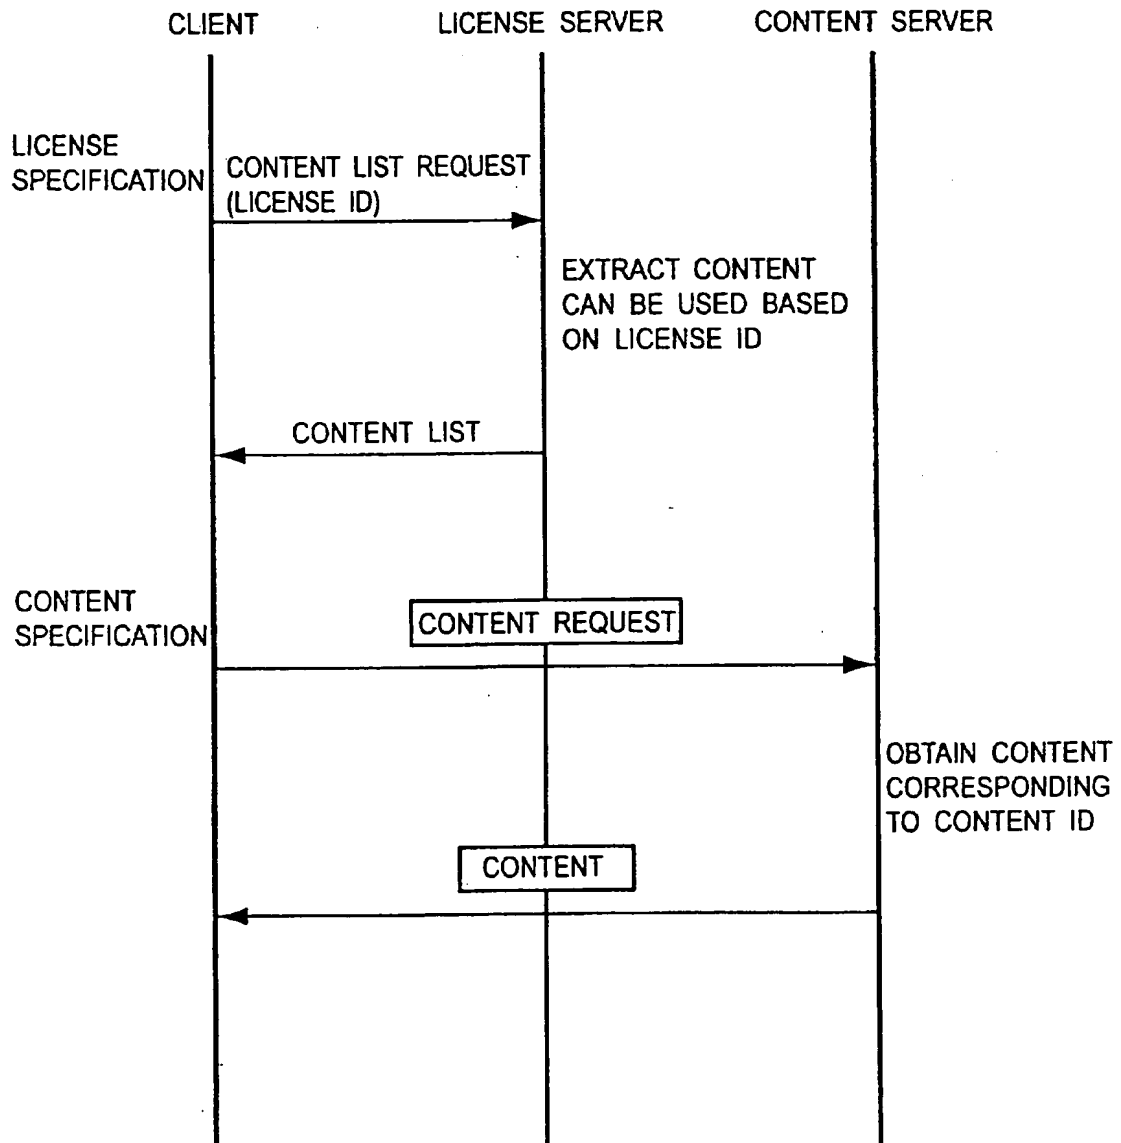 CLIENT
LICENSE SERVER
CONTENT SERVER
LICENSE
SPECIFICATION
CONTENT LIST REQUEST
(LICENSE ID)
EXTRACT CONTENT
CAN BE USED BASED
ON LICENSE ID
CONTENT LIST
CONTENT
SPECIFICATION
CONTENT REQUEST
OBTAIN CONTENT
CORRESPONDING
TO CONTENT ID
CONTENT